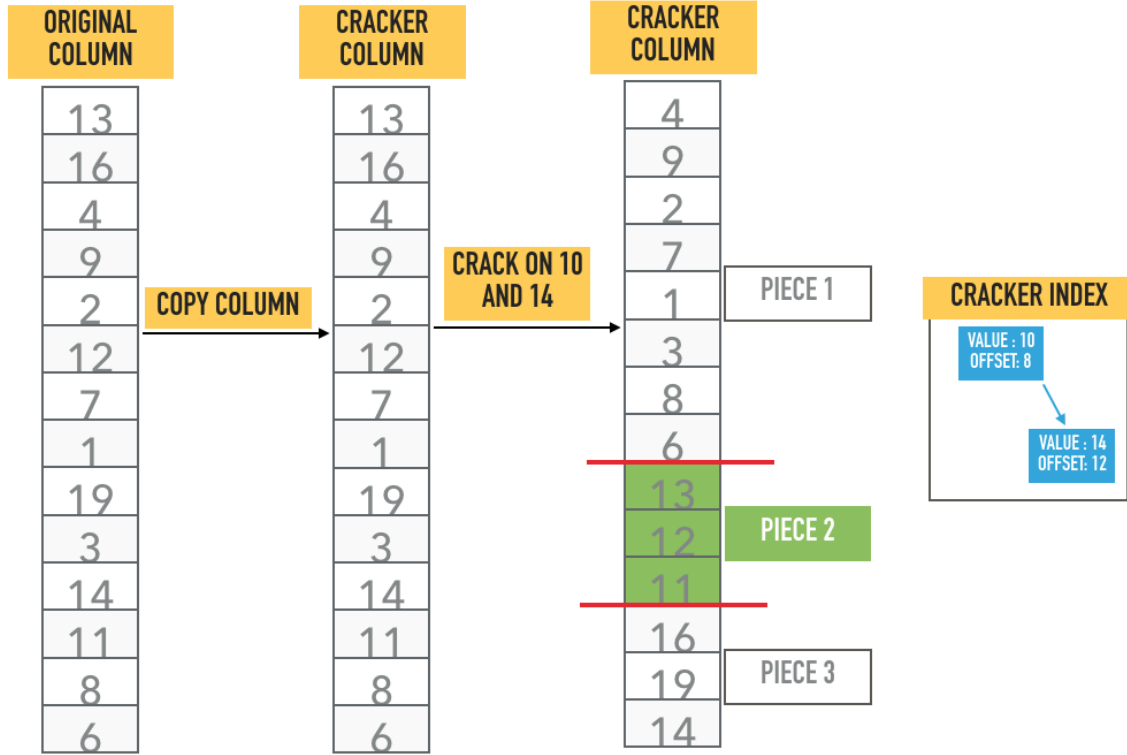 ORIGINAL
COLUMN
13
16
4
9
2
12
7
1
19
3
14
11
8
6
COPY COLUMN
CRACKER
COLUMN
13
16
4
9
2
12
7
1
19
3
14
11
8
6
CRACK ON 10
AND 14
CRACKER
COLUMN
4
9
2
7
1
3
8
6
13
12
11
16
19
14
PIECE 1
PIECE 2
PIECE 3
CRACKER INDEX
VALUE : 10
OFFSET: 8
VALUE : 14
OFFSET: 12